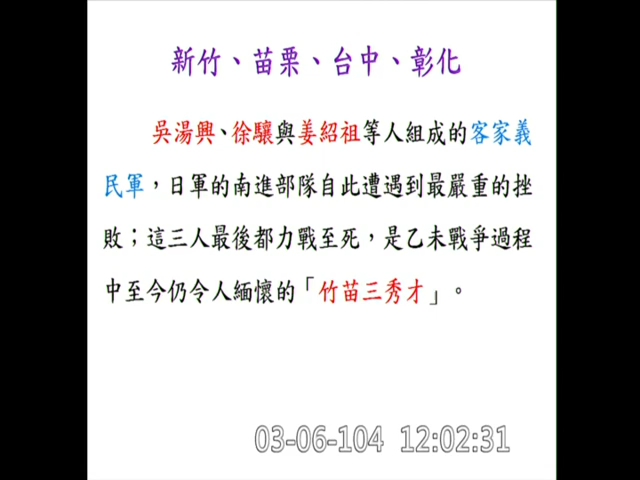 新竹、苗栗、台中、彰化
吳湯興、徐驤與姜紹祖等人組成的客家義
民軍，日軍的南進部隊自此遭遇到最嚴重的挫
敗；這三人最後都力戰至死，是乙未戰爭過程
中至今仍令人緬懷的「竹苗三秀才」。
03-06-104 12:02:31